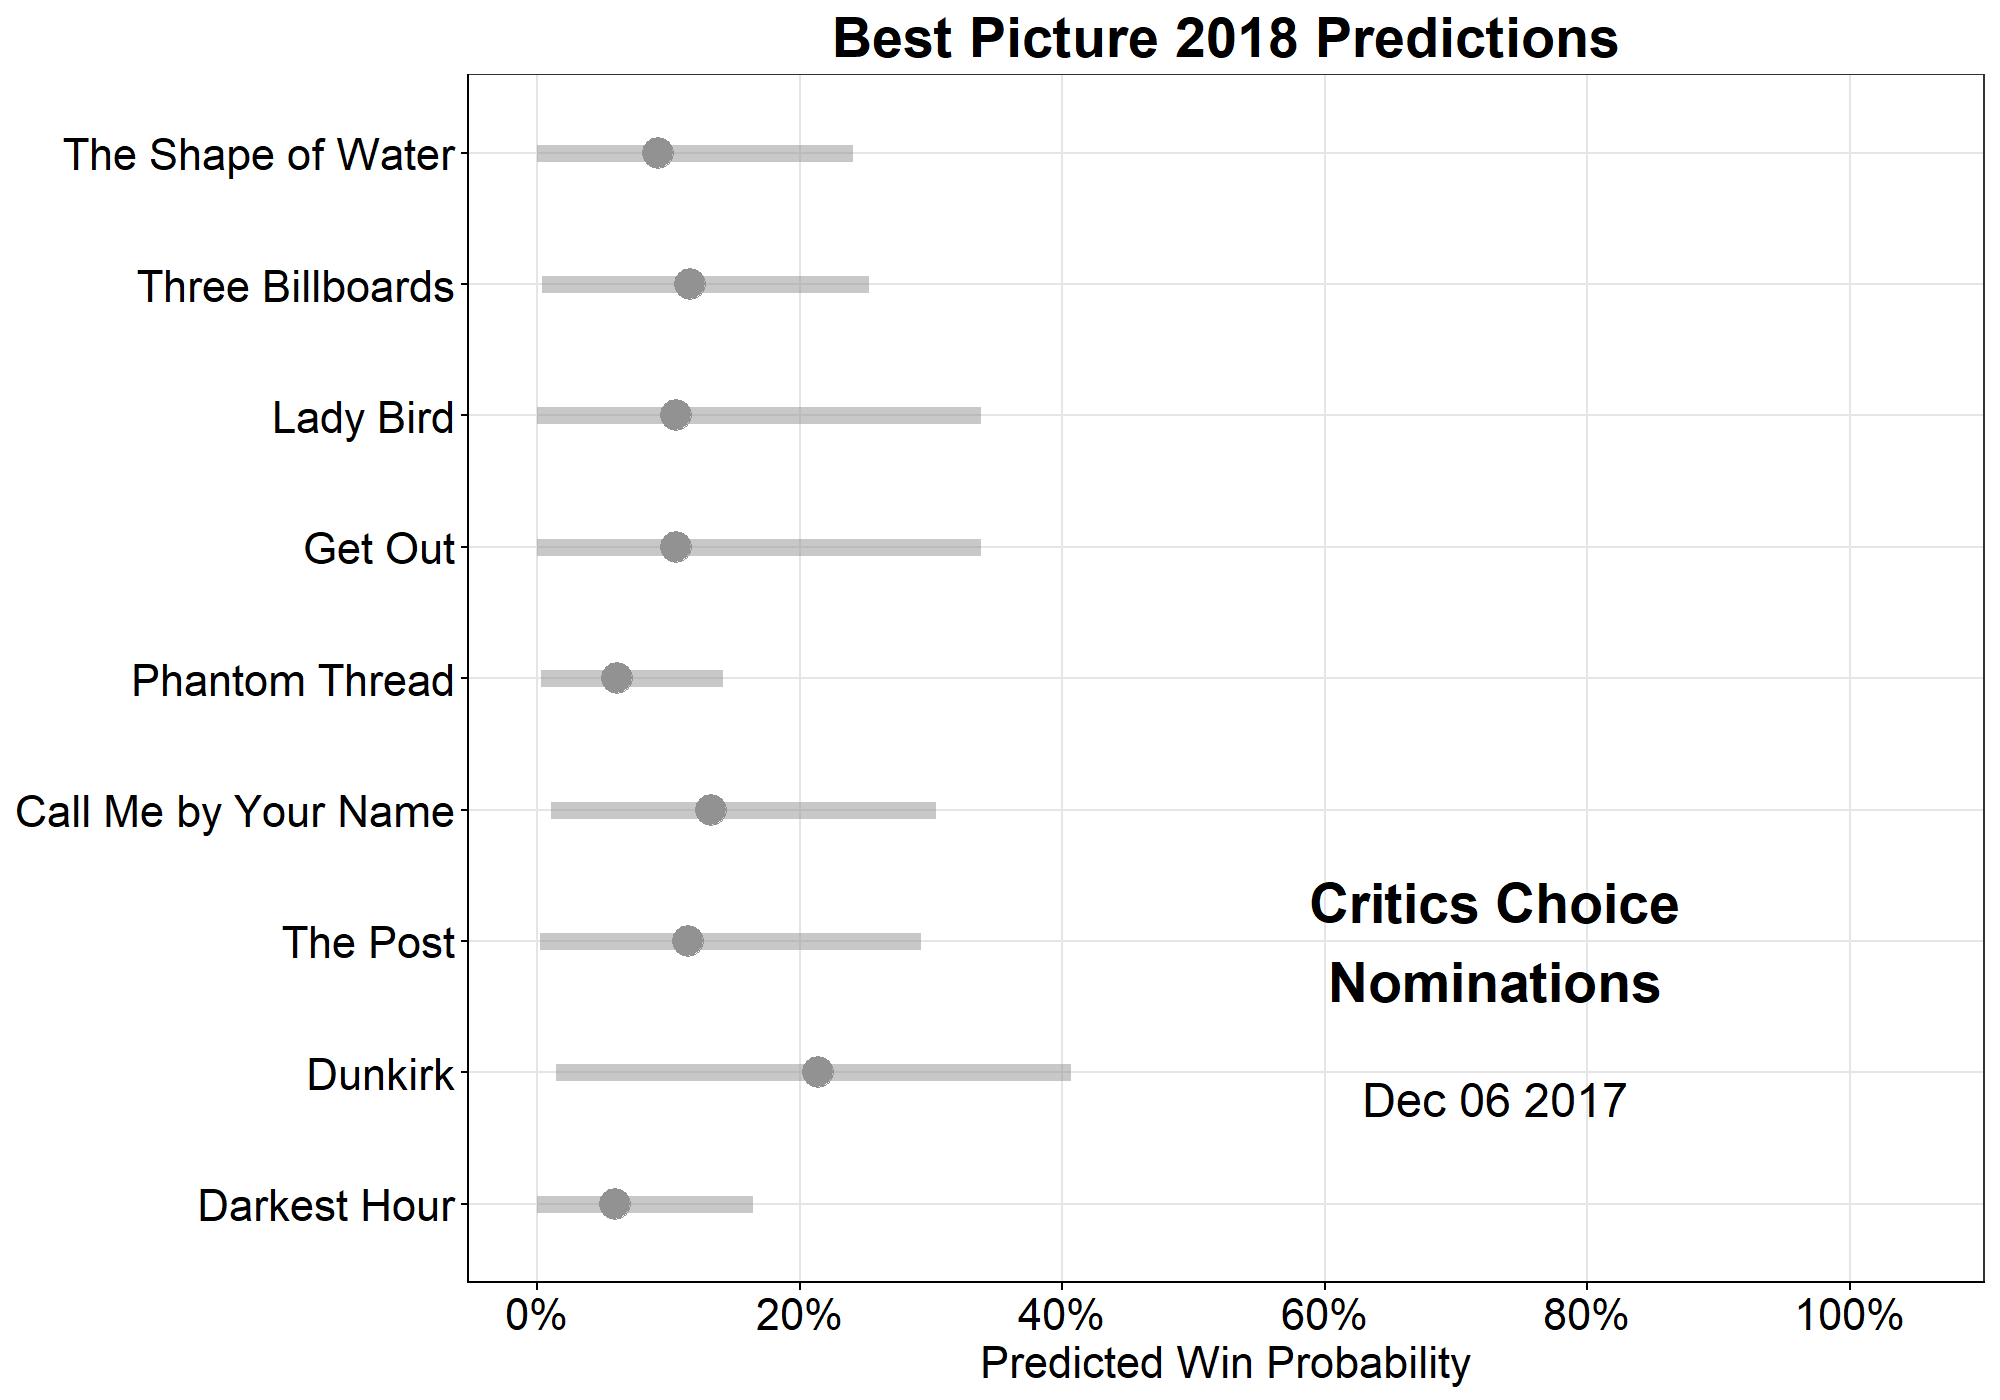 Best Picture 2018 Predictions
The Shape of Water
Three Billboards
Lady Bird
Get Out
Phantom Thread
Call Me by Your Name
The Post
Dunkirk
Darkest Hour
Critics Choice
Nominations
Dec 06 2017
0% 20% 40% 60% 80% 100%
Predicted Win Probability